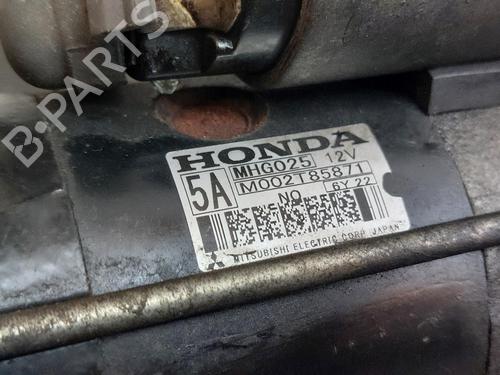 B-PARTS
HONDA
5A
MHG025 12V
M002T85871
NO
6Y 22
MITSUBISHI ELECTRIC CORP. JAPAN